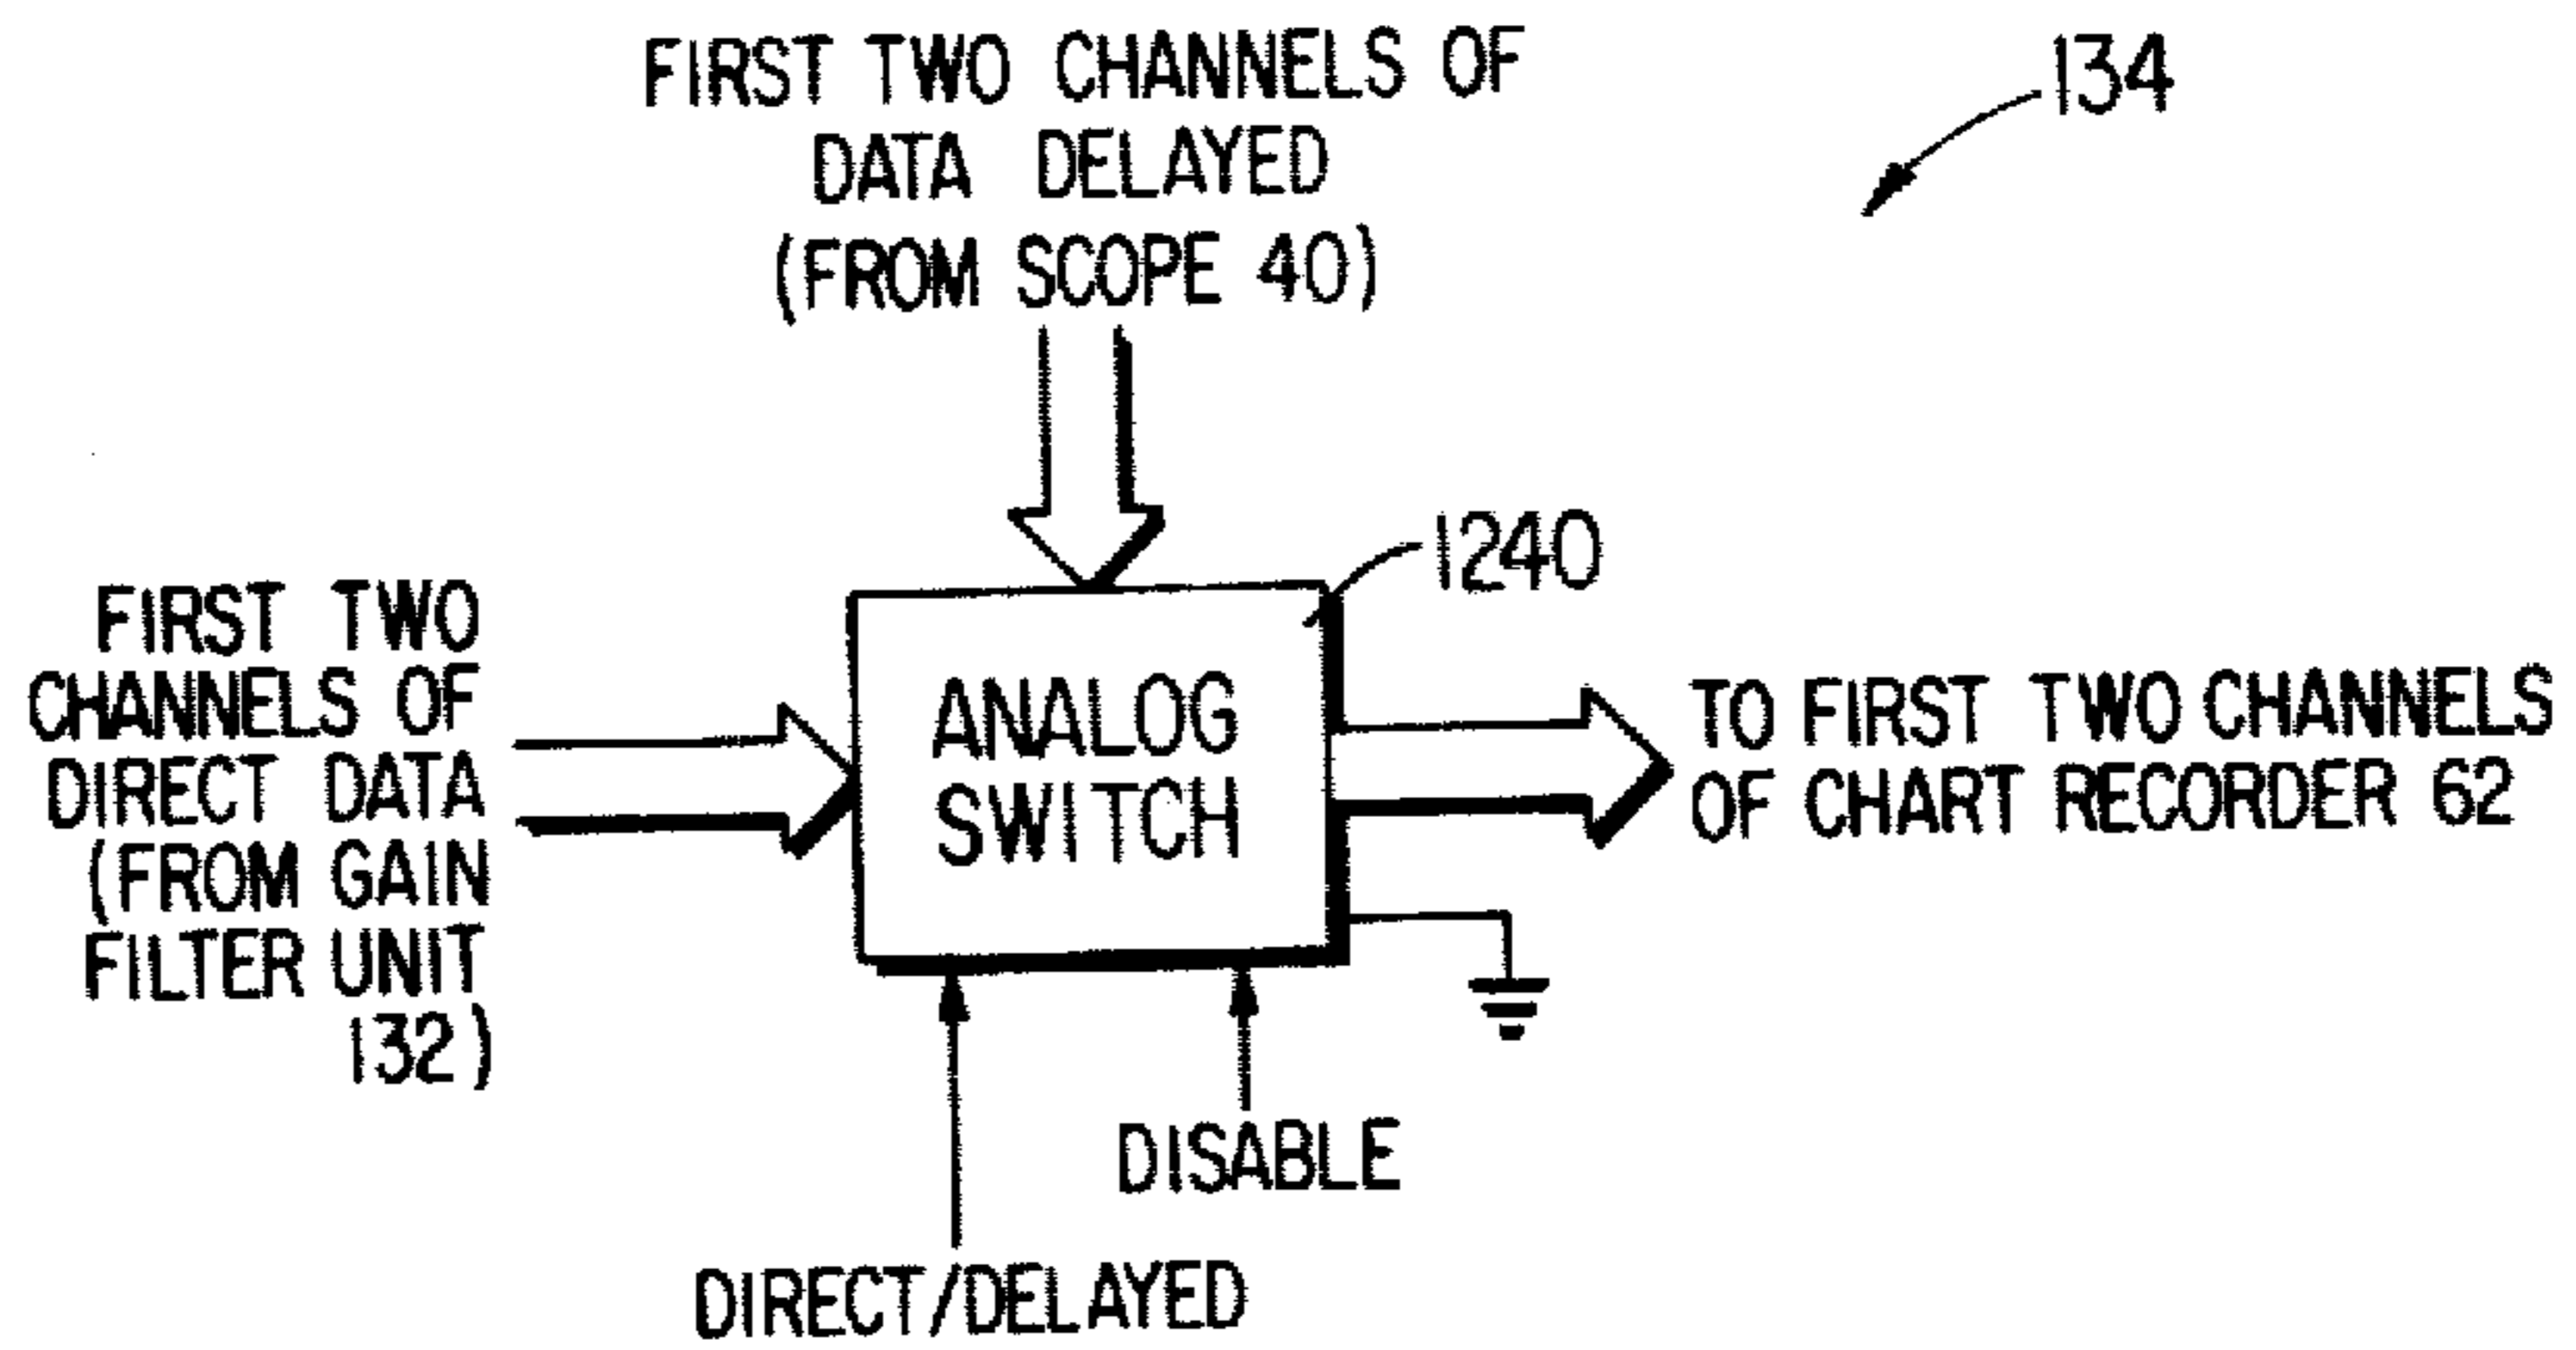 FIRST TWO CHANNELS OF
DATA DELAYED
(FROM SCOPE 40)
134
1240
FIRST TWO
CHANNELS OF
DIRECT DATA
(FROM GAIN
FILTER UNIT
132)
ANALOG
SWITCH
TO FIRST TWO CHANNELS
OF CHART RECORDER 62
DISABLE
DIRECT/DELAYED